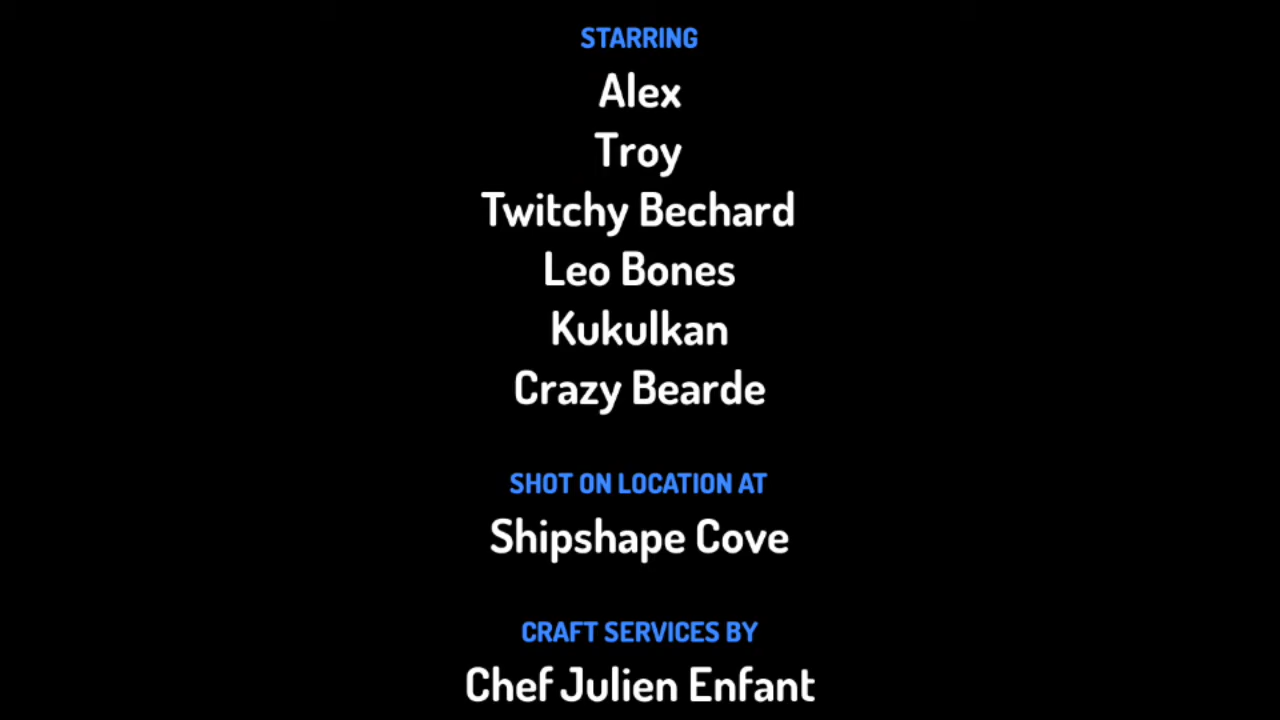 STARRING
Alex
Troy
Twitchy Bechard
Leo Bones
Kukulkan
Crazy Bearde
SHOT ON LOCATION AT
Shipshape Cove
CRAFT SERVICES BY
Chef Julien Enfant